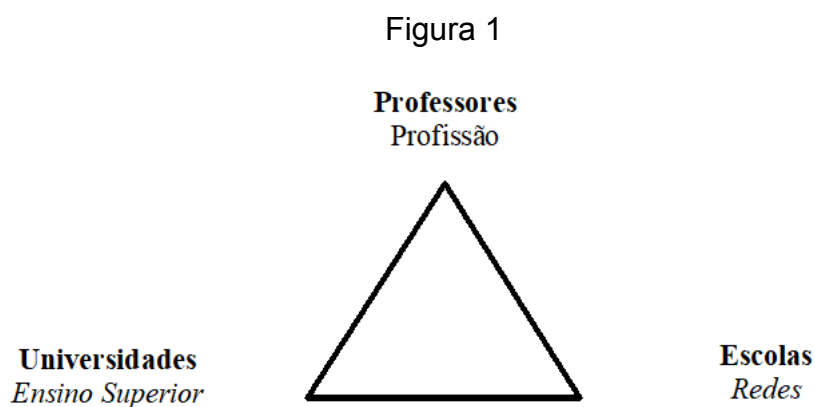 Figura 1
Professores
Profissão
Universidades
Ensino Superior
Escolas
Redes